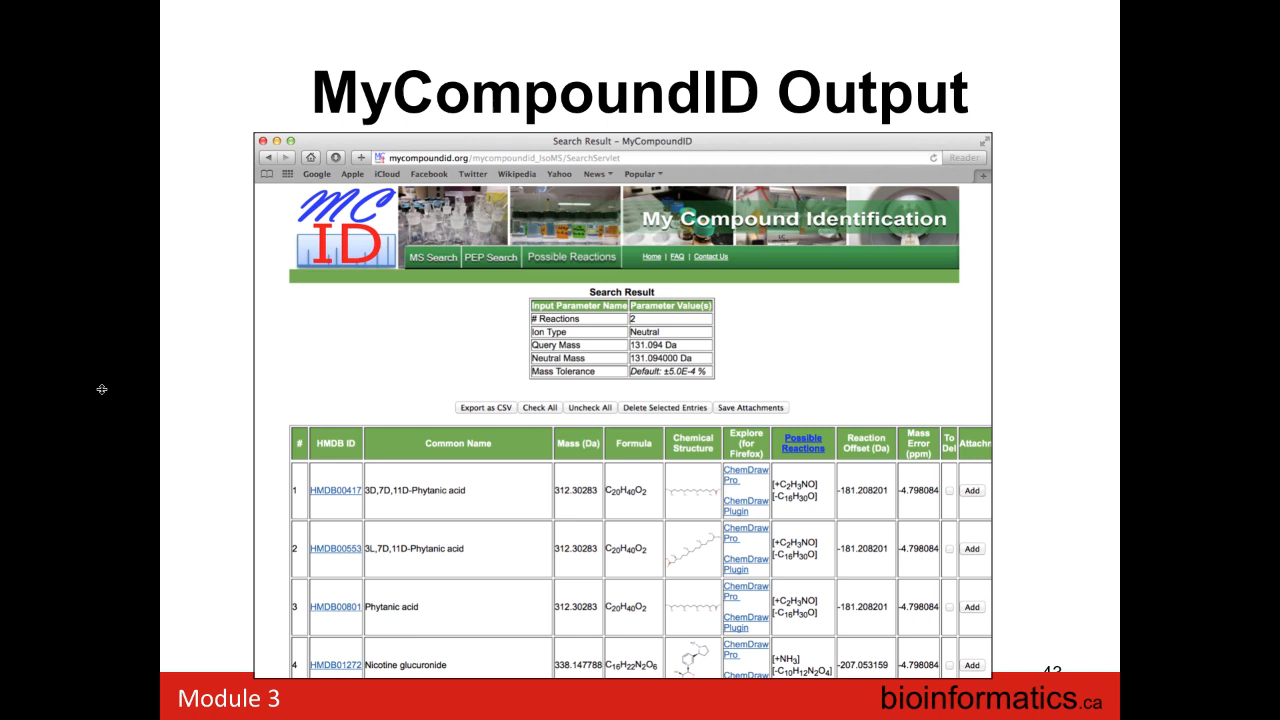 MyCompoundID Output
Search Result – MyCompoundID
mycompoundid.org/mycompoundid_IsoMS/SearchServlet
Reader
Google Apple iCloud Facebook Twitter Wikipedia Yahoo News Popular
MC
ID
My Compound Identification
MS Search PEP Search Possible Reactions Home | FAQ | Contact Us
Search Result
Input Parameter Name Parameter Value(s)
# Reactions 2
Ion Type Neutral
Query Mass 131.094 Da
Neutral Mass 131.094000 Da
Mass Tolerance Default: ±5.0E-4 %
Export as CSV Check All Uncheck All Delete Selected Entries Save Attachments
# HMDB ID Common Name Mass (Da) Formula Chemical Structure Explore (for Firefox) Possible Reactions Reaction Offset (Da) Mass Error (ppm) To Del Attachm
1 HMDB00417 3D,7D,11D-Phytanic acid 312.30283 C20H40O2 ChemDraw Pro ChemDraw Plugin [+C2H3NO] [-C16H30O] -181.208201 -4.798084 Add
2 HMDB00553 3L,7D,11D-Phytanic acid 312.30283 C20H40O2 ChemDraw Pro ChemDraw Plugin [+C2H3NO] [-C16H30O] -181.208201 -4.798084 Add
3 HMDB00801 Phytanic acid 312.30283 C20H40O2 ChemDraw Pro ChemDraw Plugin [+C2H3NO] [-C16H30O] -181.208201 -4.798084 Add
4 HMDB01272 Nicotine glucuronide 338.147788 C16H22N2O6 ChemDraw Pro ChemDraw [+NH3] [-C10H12N2O4] -207.053159 -4.798084 Add
Module 3
bioinformatics.ca